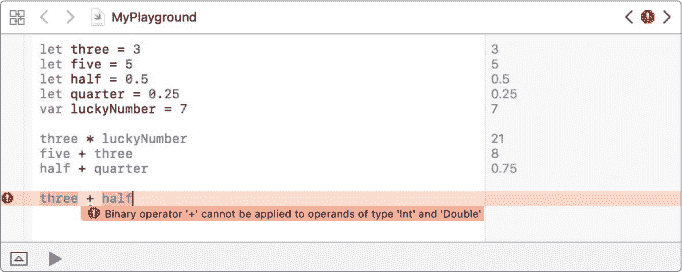 MyPlayground
let three = 3 3
let five = 5 5
let half = 0.5 0.5
let quarter = 0.25 0.25
var luckyNumber = 7 7
three * luckyNumber 21
five + three 8
half + quarter 0.75
three + half
Binary operator '+' cannot be applied to operands of type 'Int' and 'Double'